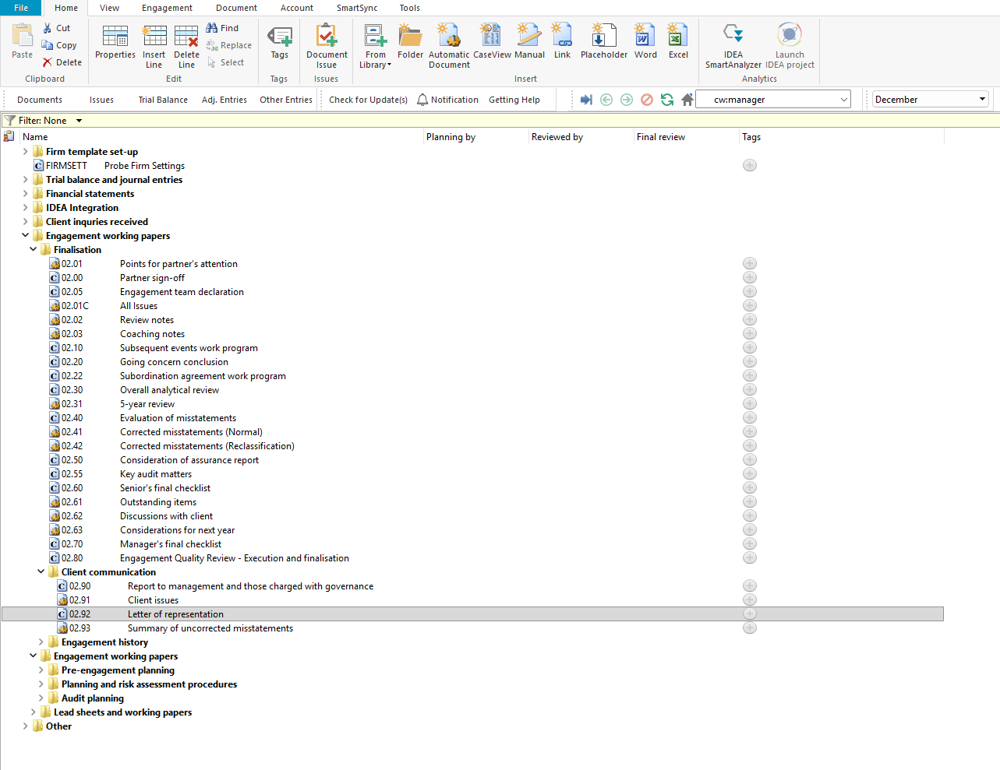 File Home View Engagement Document Account SmartSync Tools
Paste Cut Copy Delete
Properties Insert Line Delete Line Find Replace Select
Tags Document Issue
From Library Folder Automatic Document CaseView Manual Link Placeholder Word Excel
IDEA SmartAnalyzer Launch IDEA project
Clipboard Edit Tags Issues Insert Analytics
Documents Issues Trial Balance Adj. Entries Other Entries Check for Update(s) Notification Getting Help cw:manager December
Filter: None
Name Planning by Reviewed by Final review Tags
Firm template set-up
FIRMSETT Probe Firm Settings
Trial balance and journal entries
Financial statements
IDEA Integration
Client inquries received
Engagement working papers
Finalisation
02.01 Points for partner's attention
02.00 Partner sign-off
02.05 Engagement team declaration
02.01C All Issues
02.02 Review notes
02.03 Coaching notes
02.10 Subsequent events work program
02.20 Going concern conclusion
02.22 Subordination agreement work program
02.30 Overall analytical review
02.31 5-year review
02.40 Evaluation of misstatements
02.41 Corrected misstatements (Normal)
02.42 Corrected misstatements (Reclassification)
02.50 Consideration of assurance report
02.55 Key audit matters
02.60 Senior's final checklist
02.61 Outstanding items
02.62 Discussions with client
02.63 Considerations for next year
02.70 Manager's final checklist
02.80 Engagement Quality Review - Execution and finalisation
Client communication
02.90 Report to management and those charged with governance
02.91 Client issues
02.92 Letter of representation
02.93 Summary of uncorrected misstatements
Engagement history
Engagement working papers
Pre-engagement planning
Planning and risk assessment procedures
Audit planning
Lead sheets and working papers
Other